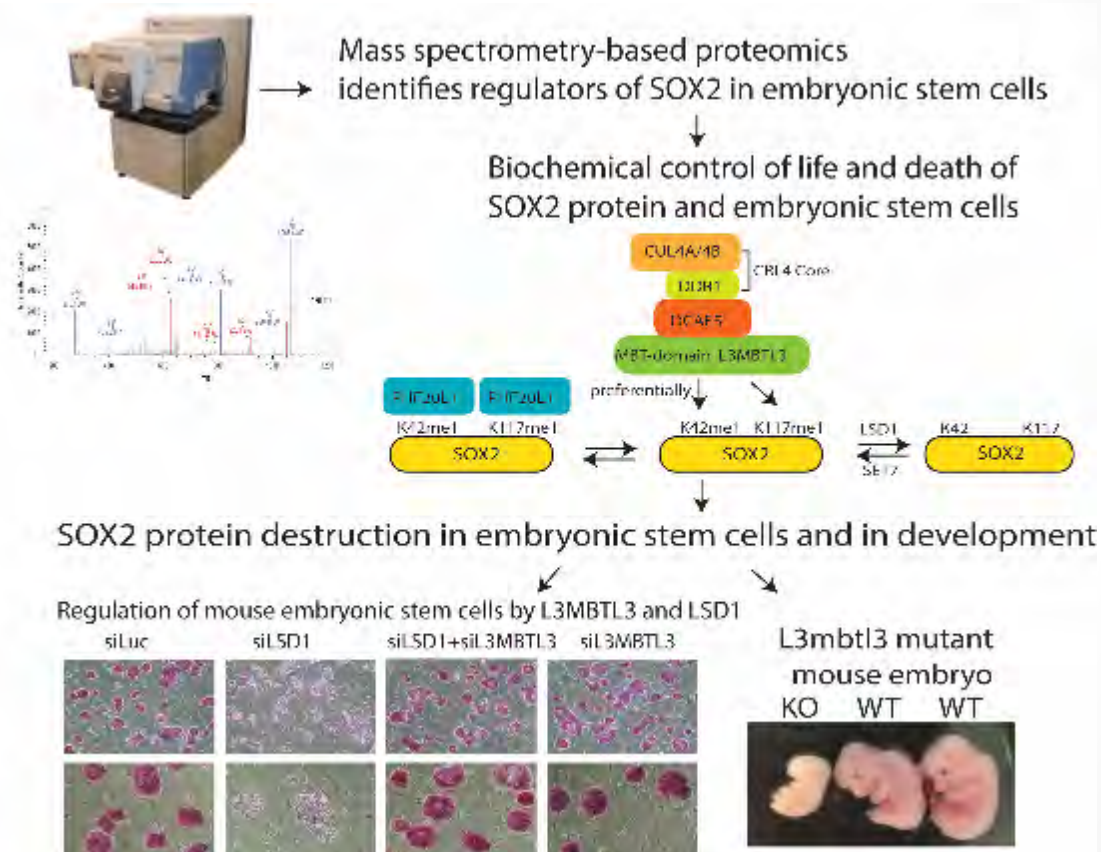 Mass spectrometry-based proteomics
identifies regulators of SOX2 in embryonic stem cells
Biochemical control of life and death of
SOX2 protein and embryonic stem cells
CUL4A/4B
Core
MBT-domain L3MBTL3
preferentially
K42me1 K117me1
SOX2
K42me1 K117me1
SOX2
LSD1
SET7
K42 K117
SOX2
SOX2 protein destruction in embryonic stem cells and in development
Regulation of mouse embryonic stem cells by L3MBTL3 and LSD1
siLuc siLSD1 siLSD1+siL3MBTL3 siL3MBTL3
L3mbtl3 mutant
mouse embryo
KO WT WT